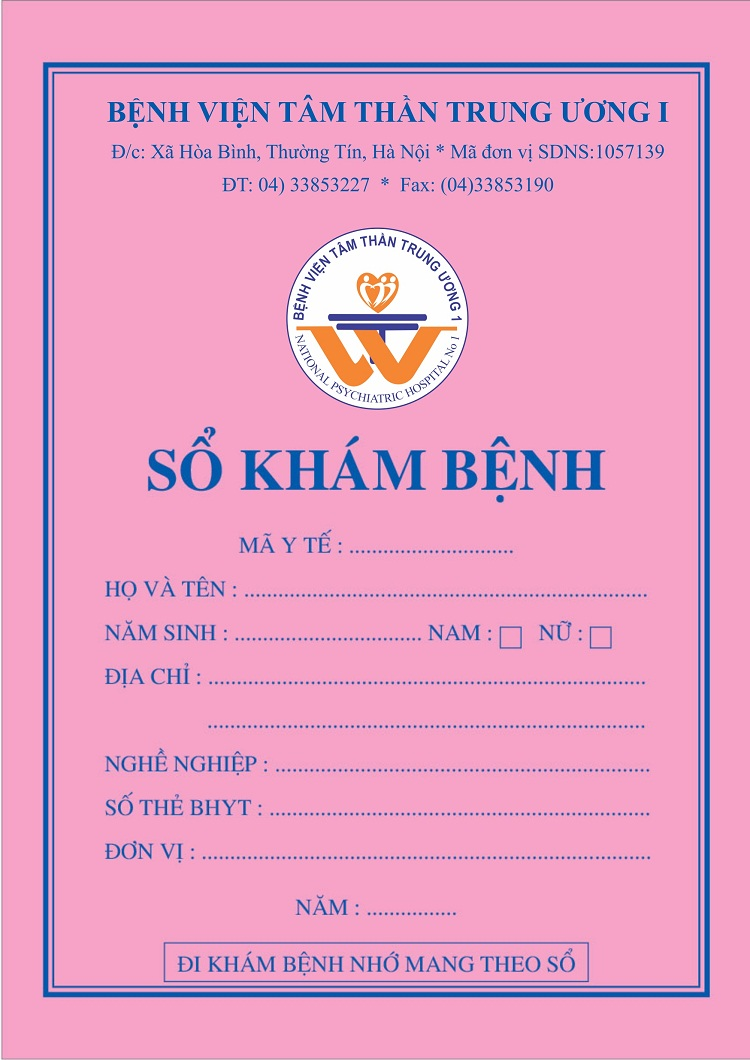 BỆNH VIỆN TÂM THẦN TRUNG ƯƠNG I
Đ/c: Xã Hòa Bình, Thường Tín, Hà Nội * Mã đơn vị SDNS:1057139
ĐT: 04) 33853227 * Fax: (04)33853190
BỆNH VIỆN TÂM THẦN TRUNG ƯƠNG 1
NATIONAL PSYCHIATRIC HOSPITAL No 1
SỔ KHÁM BỆNH
MÃ Y TẾ : .............................
HỌ VÀ TÊN : .......................................................................
NĂM SINH : ................................. NAM : □ NỮ : □
ĐỊA CHỈ : .............................................................................
.............................................................................
NGHỀ NGHIỆP : ..................................................................
SỐ THẺ BHYT : ...................................................................
ĐƠN VỊ : ...............................................................................
NĂM : ................
ĐI KHÁM BỆNH NHỚ MANG THEO SỔ